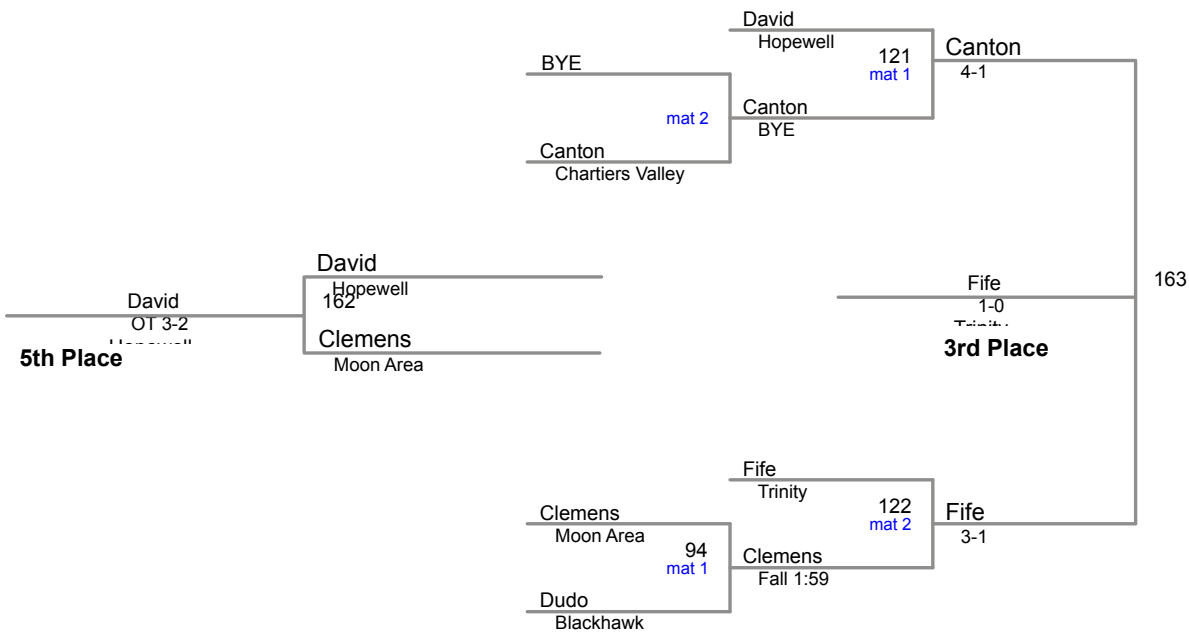 David
Hopewell
121
mat 1
Canton
4-1
BYE
mat 2
Canton
BYE
Canton
Chartiers Valley
David
Hopewell
162
David
OT 3-2
5th Place
Clemens
Moon Area
Fife
1-0
163
3rd Place
Fife
Trinity
122
mat 2
Fife
3-1
Clemens
Moon Area
94
mat 1
Clemens
Fall 1:59
Dudo
Blackhawk